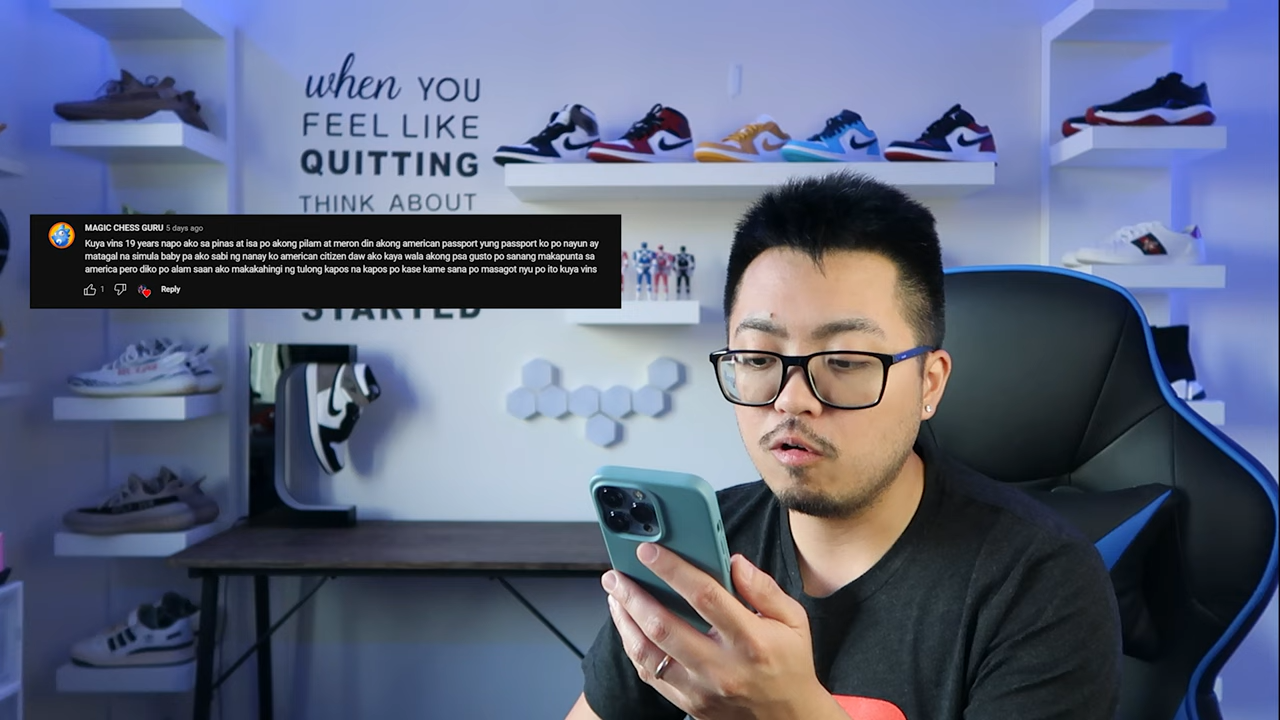 when YOU
FEEL LIKE
QUITTING
THINK ABOUT
MAGIC CHESS GURU 5 days ago
Kuya vins 19 years napo ako sa pinas at isa po akong pilam at meron din akong american passport yung passport ko po nayun ay
matagal na simula baby pa ako sabi ng nanay ko american citizen daw ako kaya wala akong psa gusto po sanang makapunta sa
america pero diko po alam saan ako makakahingi ng tulong kapos na kapos po kase kame sana po masagot nyu po ito kuya vins
1 Reply
STARTED